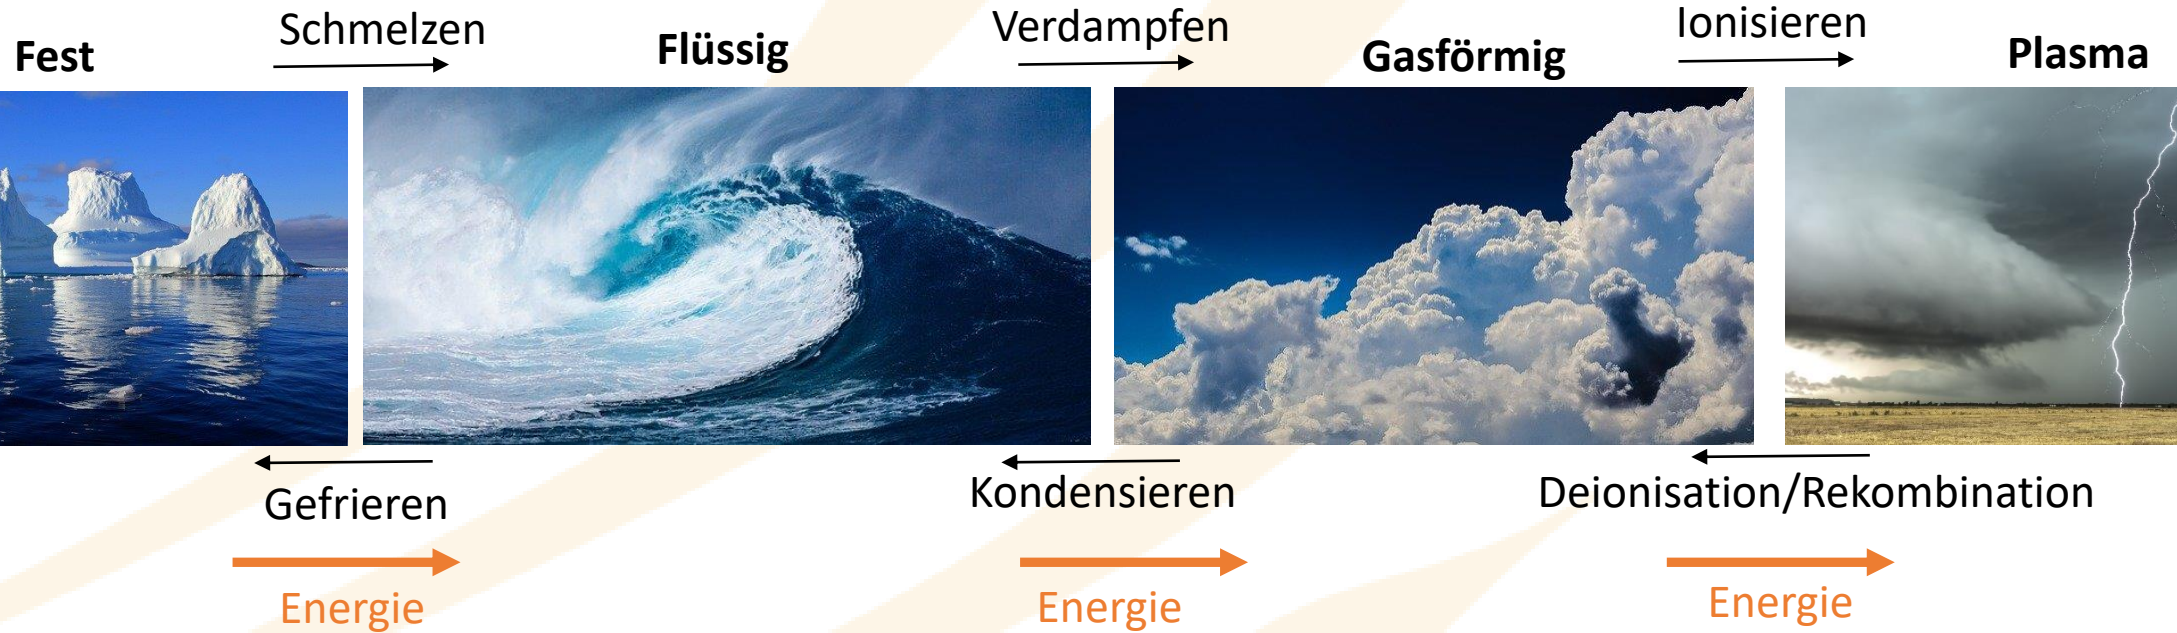 Fest
Schmelzen
Flüssig
Verdampfen
Gasförmig
Ionisieren
Plasma
Gefrieren
Kondensieren
Deionisation/Rekombination
Energie
Energie
Energie